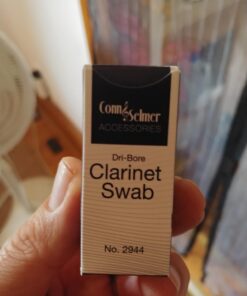 Conn Selmer
ACCESSORIES
Dri-Bore
Clarinet
Swab
No. 2944